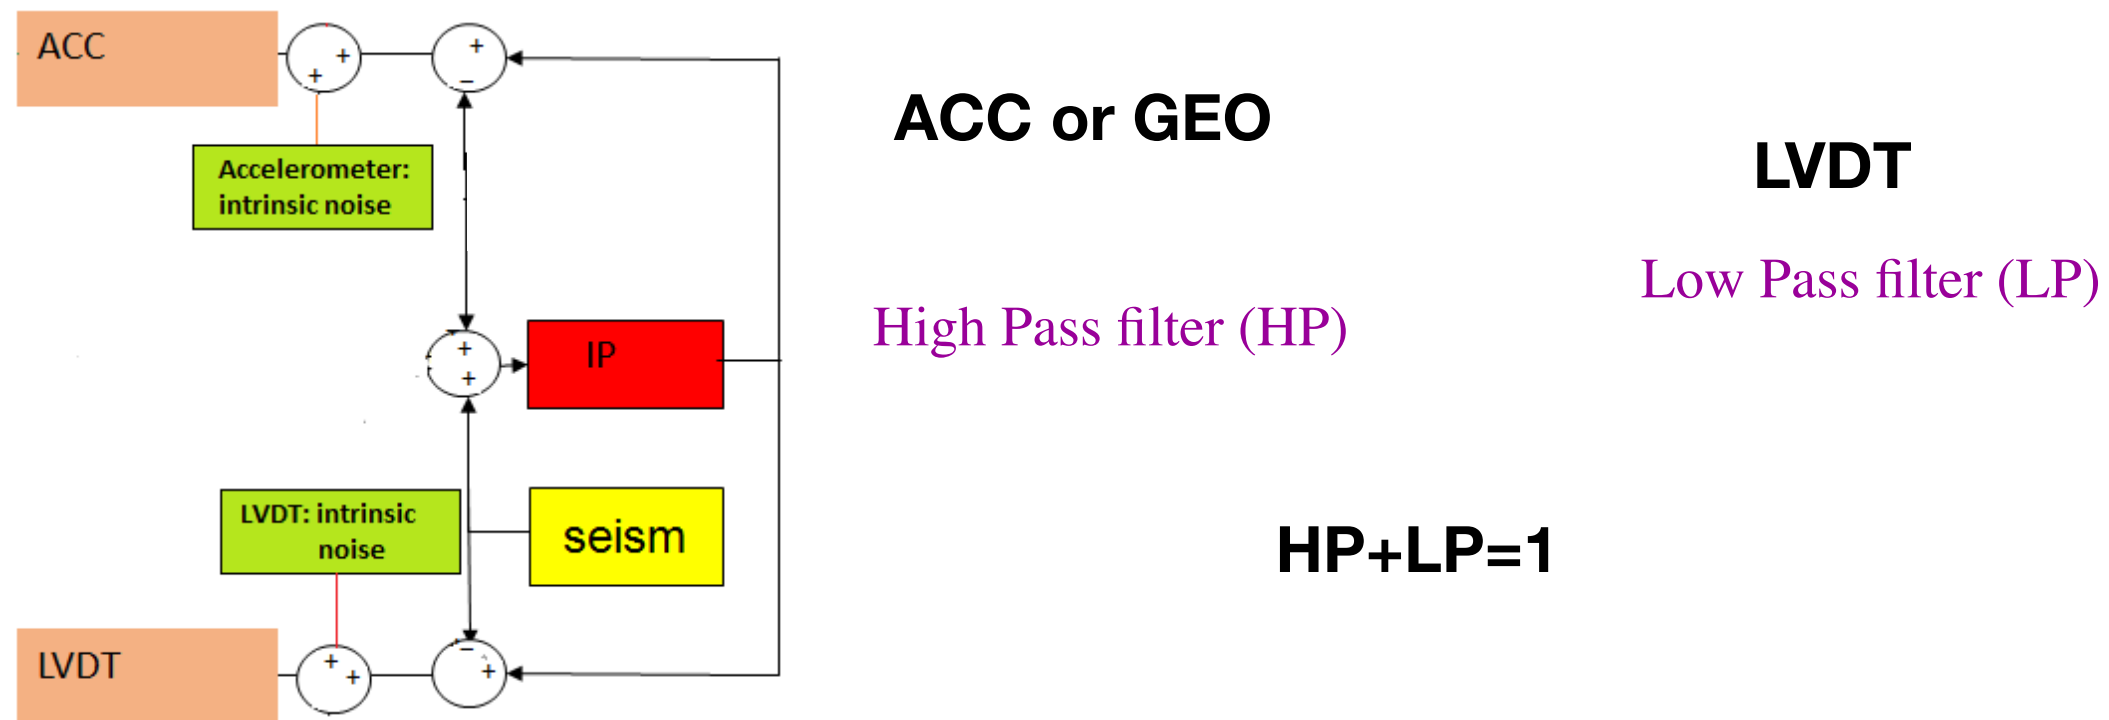 ACC
+
+
+
−
Accelerometer:
intrinsic noise
+
+
IP
LVDT: intrinsic
noise
seism
LVDT
+
+
−
+
ACC or GEO
LVDT
High Pass filter (HP)
Low Pass filter (LP)
HP+LP=1